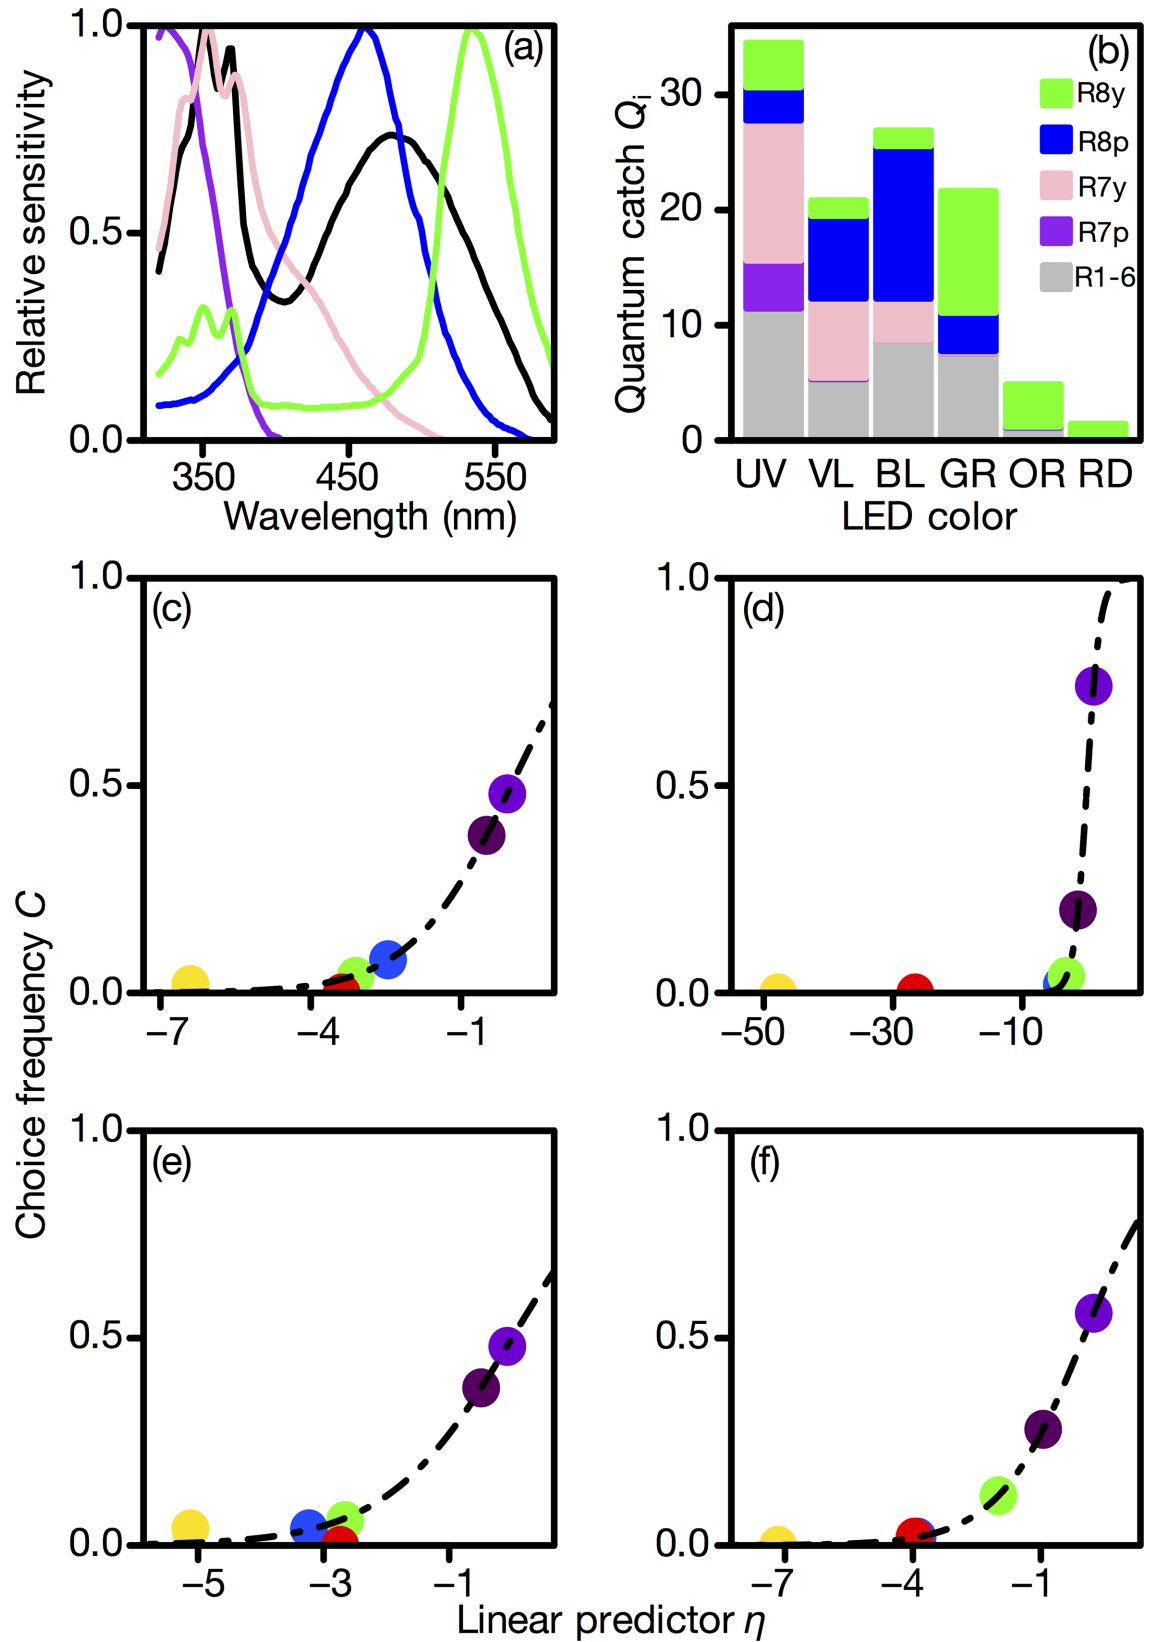 (a)
1.0
0.5
0.0
Relative sensitivity
350 450 550
Wavelength (nm)
(b)
30
20
10
0
Quantum catch Qi
R8y
R8p
R7y
R7p
R1-6
UV VL BL GR OR RD
LED color
(c)
1.0
0.5
0.0
−7 −4 −1
(d)
1.0
0.5
0.0
−50 −30 −10
Choice frequency C
(e)
1.0
0.5
0.0
−5 −3 −1
(f)
1.0
0.5
0.0
−7 −4 −1
Linear predictor η